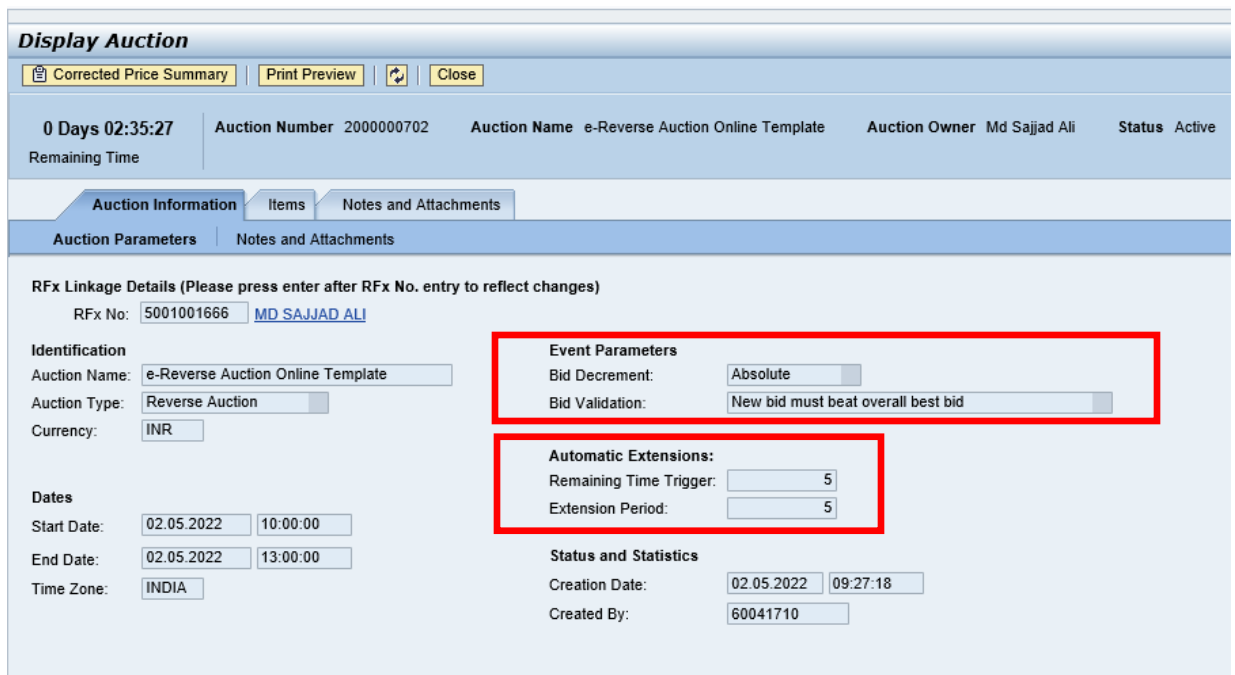 Display Auction
Corrected Price Summary Print Preview Close
0 Days 02:35:27 Auction Number 2000000702 Auction Name e-Reverse Auction Online Template Auction Owner Md Sajjad Ali Status Active
Remaining Time
Auction Information Items Notes and Attachments
Auction Parameters Notes and Attachments
RFx Linkage Details (Please press enter after RFx No. entry to reflect changes)
RFx No: 5001001666 MD SAJJAD ALI
Identification
Auction Name: e-Reverse Auction Online Template
Auction Type: Reverse Auction
Currency: INR
Event Parameters
Bid Decrement: Absolute
Bid Validation: New bid must beat overall best bid
Automatic Extensions:
Remaining Time Trigger: 5
Extension Period: 5
Dates
Start Date: 02.05.2022 10:00:00
End Date: 02.05.2022 13:00:00
Time Zone: INDIA
Status and Statistics
Creation Date: 02.05.2022 09:27:18
Created By: 60041710